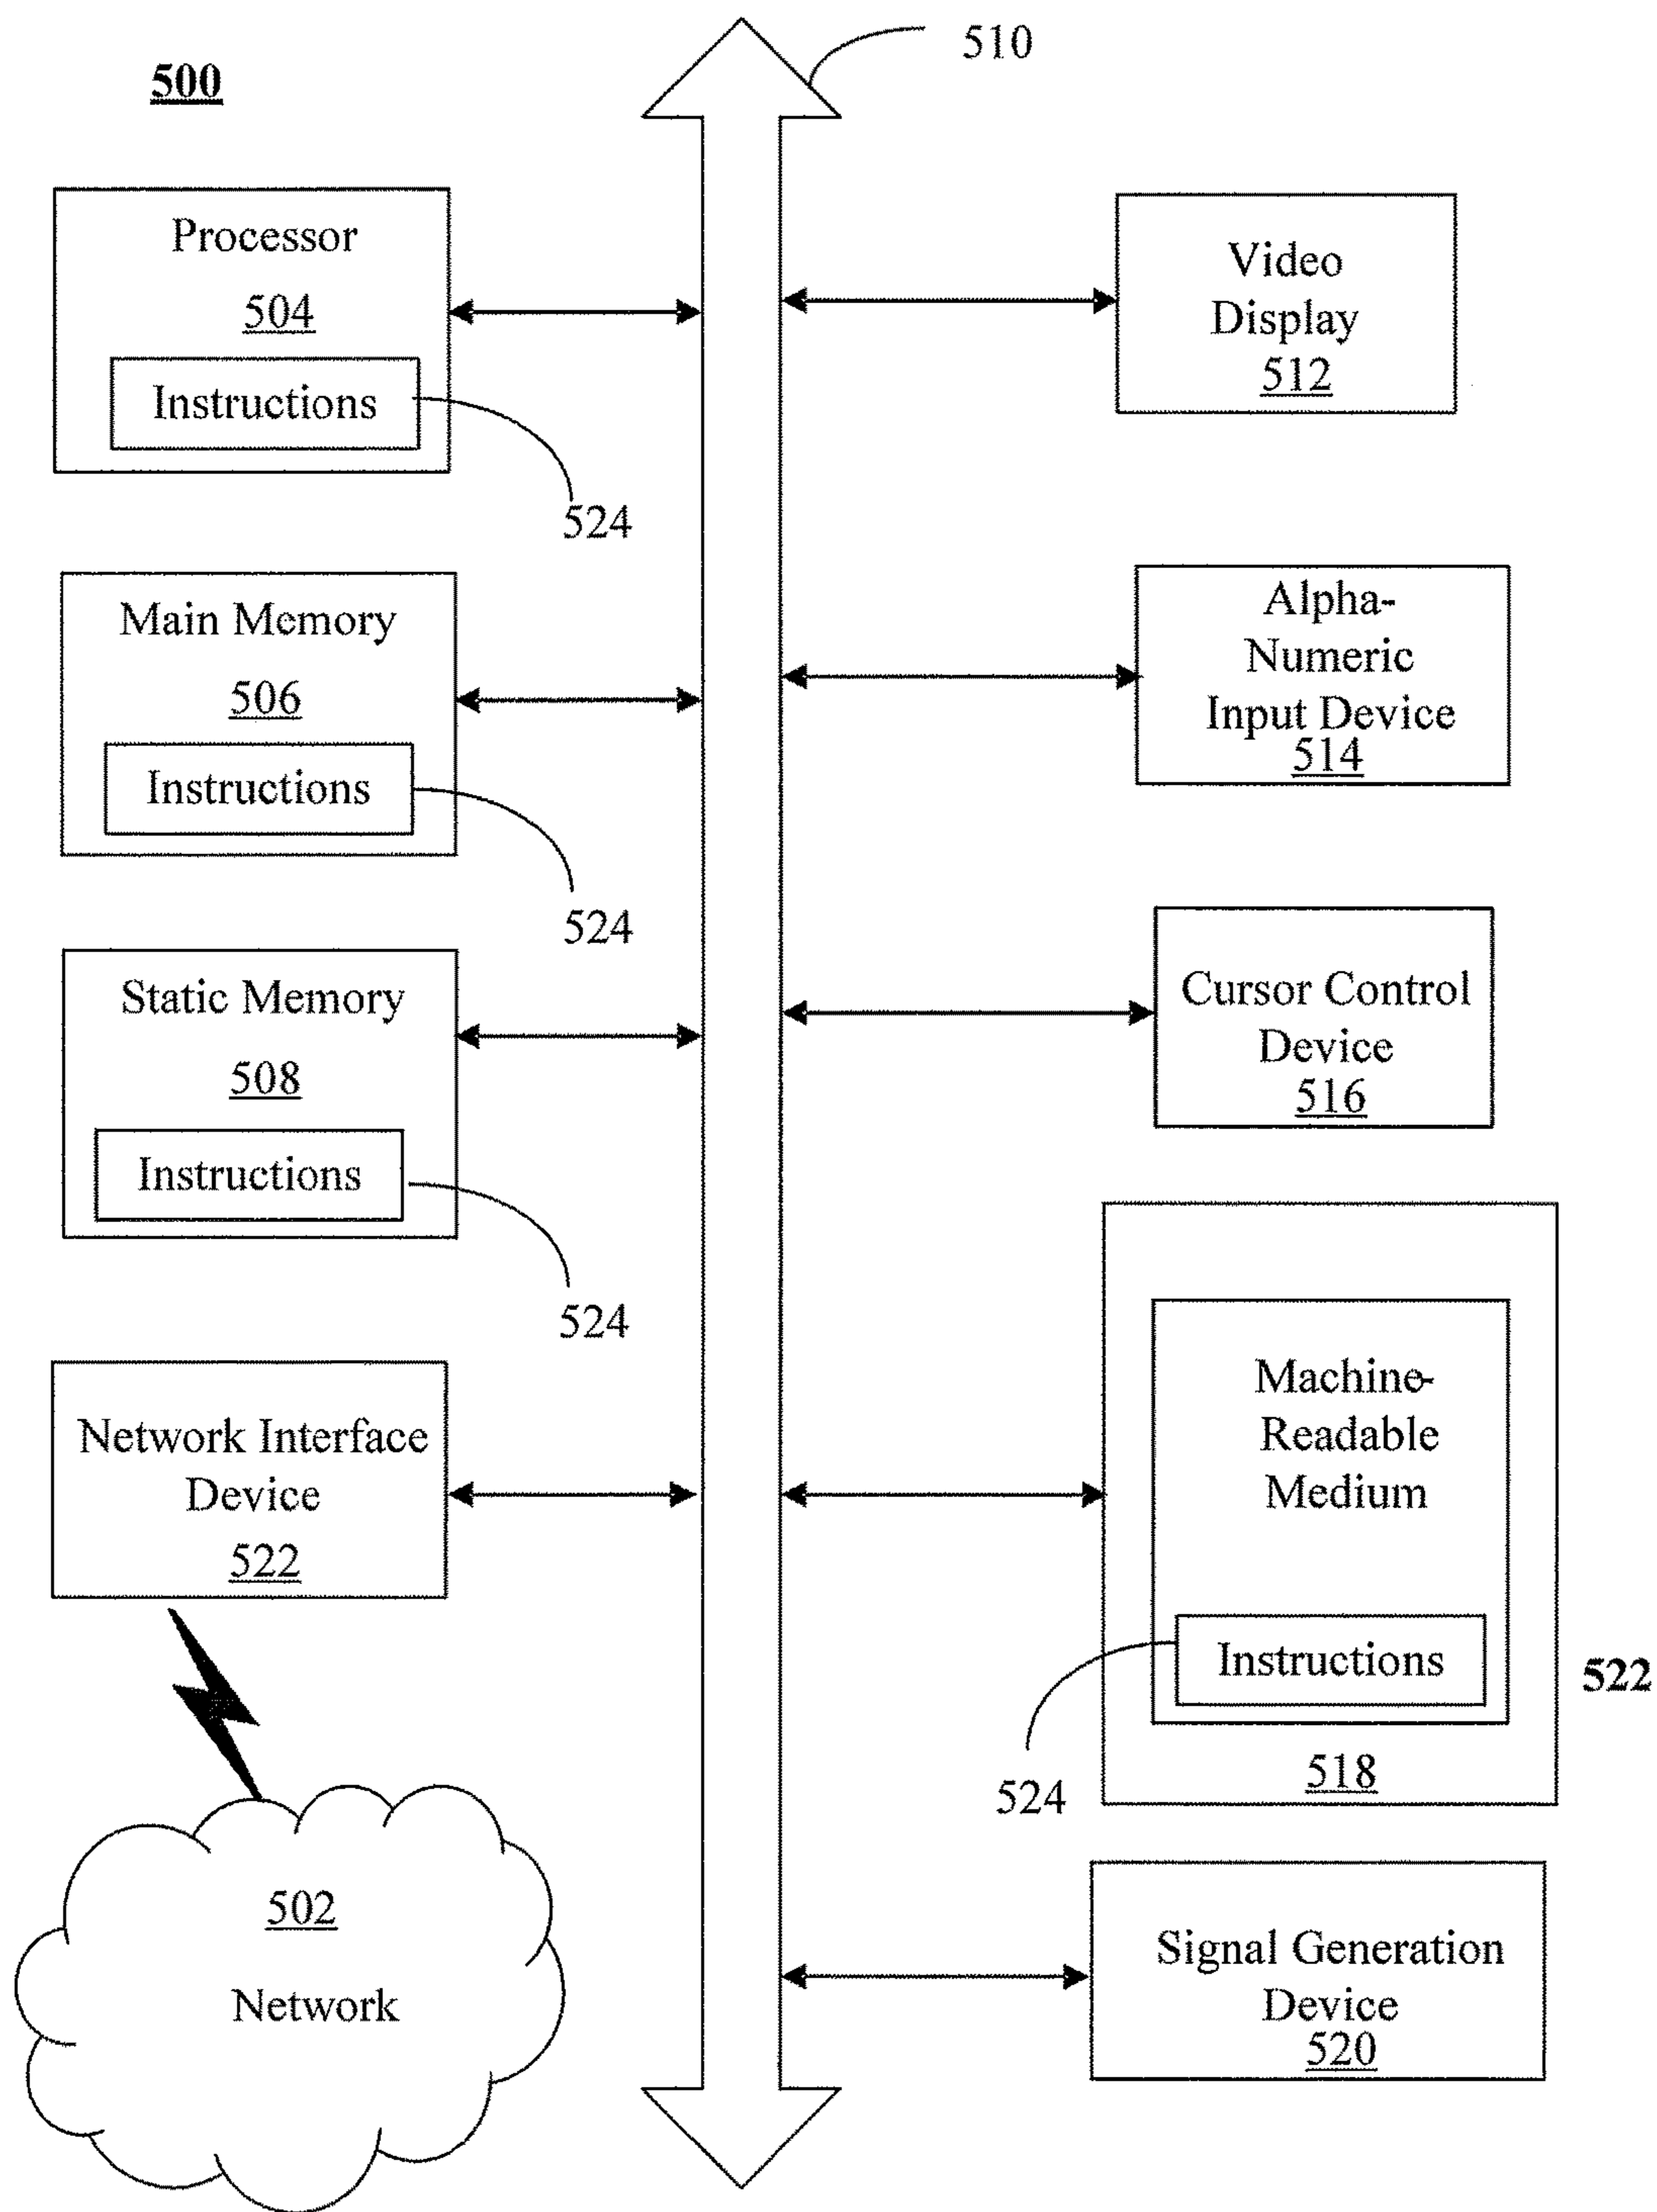 500
510
Processor
504
Instructions
524
Main Memory
506
Instructions
524
Static Memory
508
Instructions
524
Network Interface
Device
522
502
Network
Video
Display
512
Alpha-
Numeric
Input Device
514
Cursor Control
Device
516
Machine-
Readable
Medium
Instructions
522
524
518
Signal Generation
Device
520